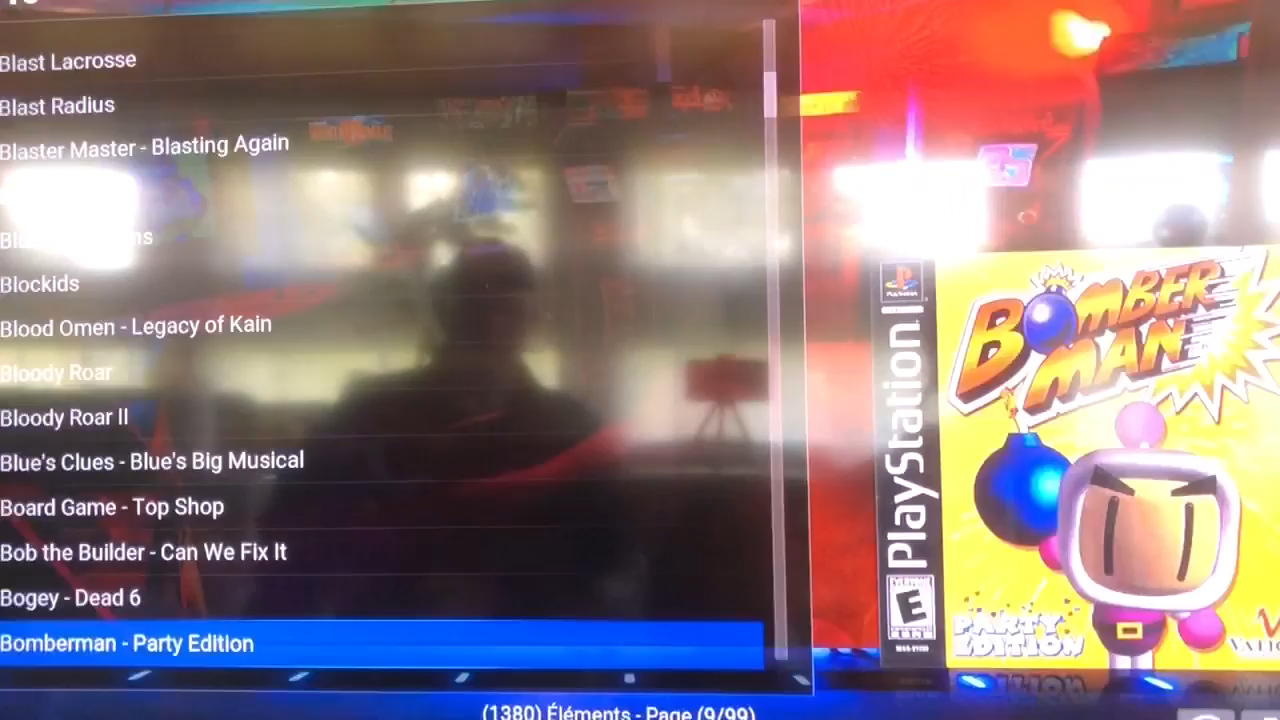 Blast Lacrosse
Blast Radius
Blaster Master - Blasting Again
Blockids
Blood Omen - Legacy of Kain
Bloody Roar
Bloody Roar II
Blue's Clues - Blue's Big Musical
Board Game - Top Shop
Bob the Builder - Can We Fix It
Bogey - Dead 6
Bomberman - Party Edition
(1380) Éléments - Page (9/99)
PlayStation
BOMBERMAN
PARTY
EDITION
EVERYONE
E